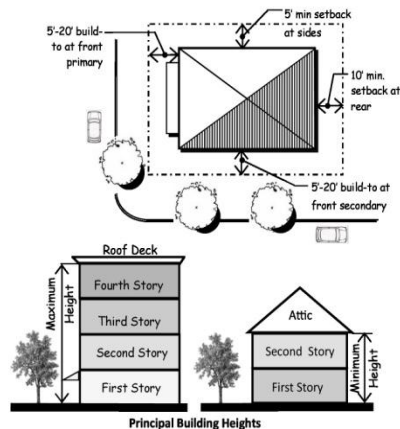 5' min setback
at sides
5'-20' build-
to at front
primary
10' min.
setback at
rear
5'-20' build-to at
front secondary
Roof Deck
Fourth Story
Third Story
Second Story
First Story
Maximum
Height
Attic
Second Story
First Story
Minimum
Height
Principal Building Heights